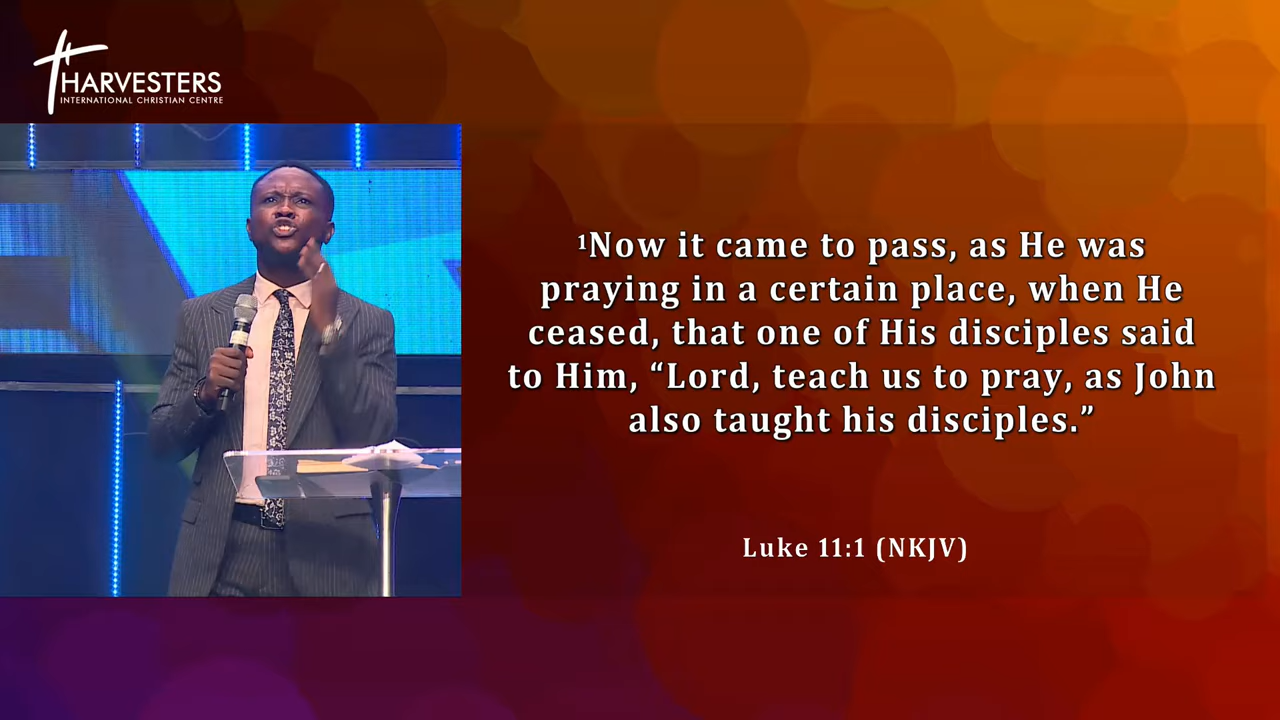 HARVESTERS
INTERNATIONAL CHRISTIAN CENTRE
¹Now it came to pass, as He was
praying in a certain place, when He
ceased, that one of His disciples said
to Him, “Lord, teach us to pray, as John
also taught his disciples.”
Luke 11:1 (NKJV)